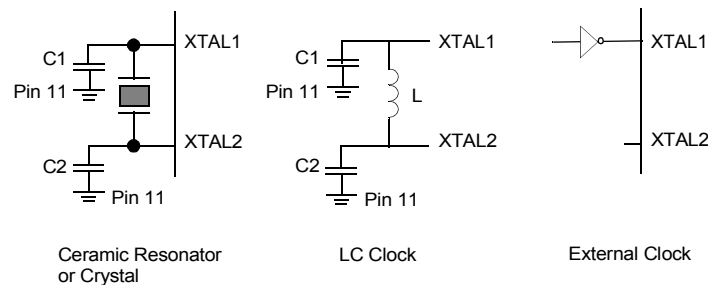 XTAL1
C1
Pin 11
XTAL2
C2
Pin 11
Ceramic Resonator
or Crystal
XTAL1
C1
Pin 11
L
XTAL2
C2
Pin 11
LC Clock
XTAL1
XTAL2
External Clock